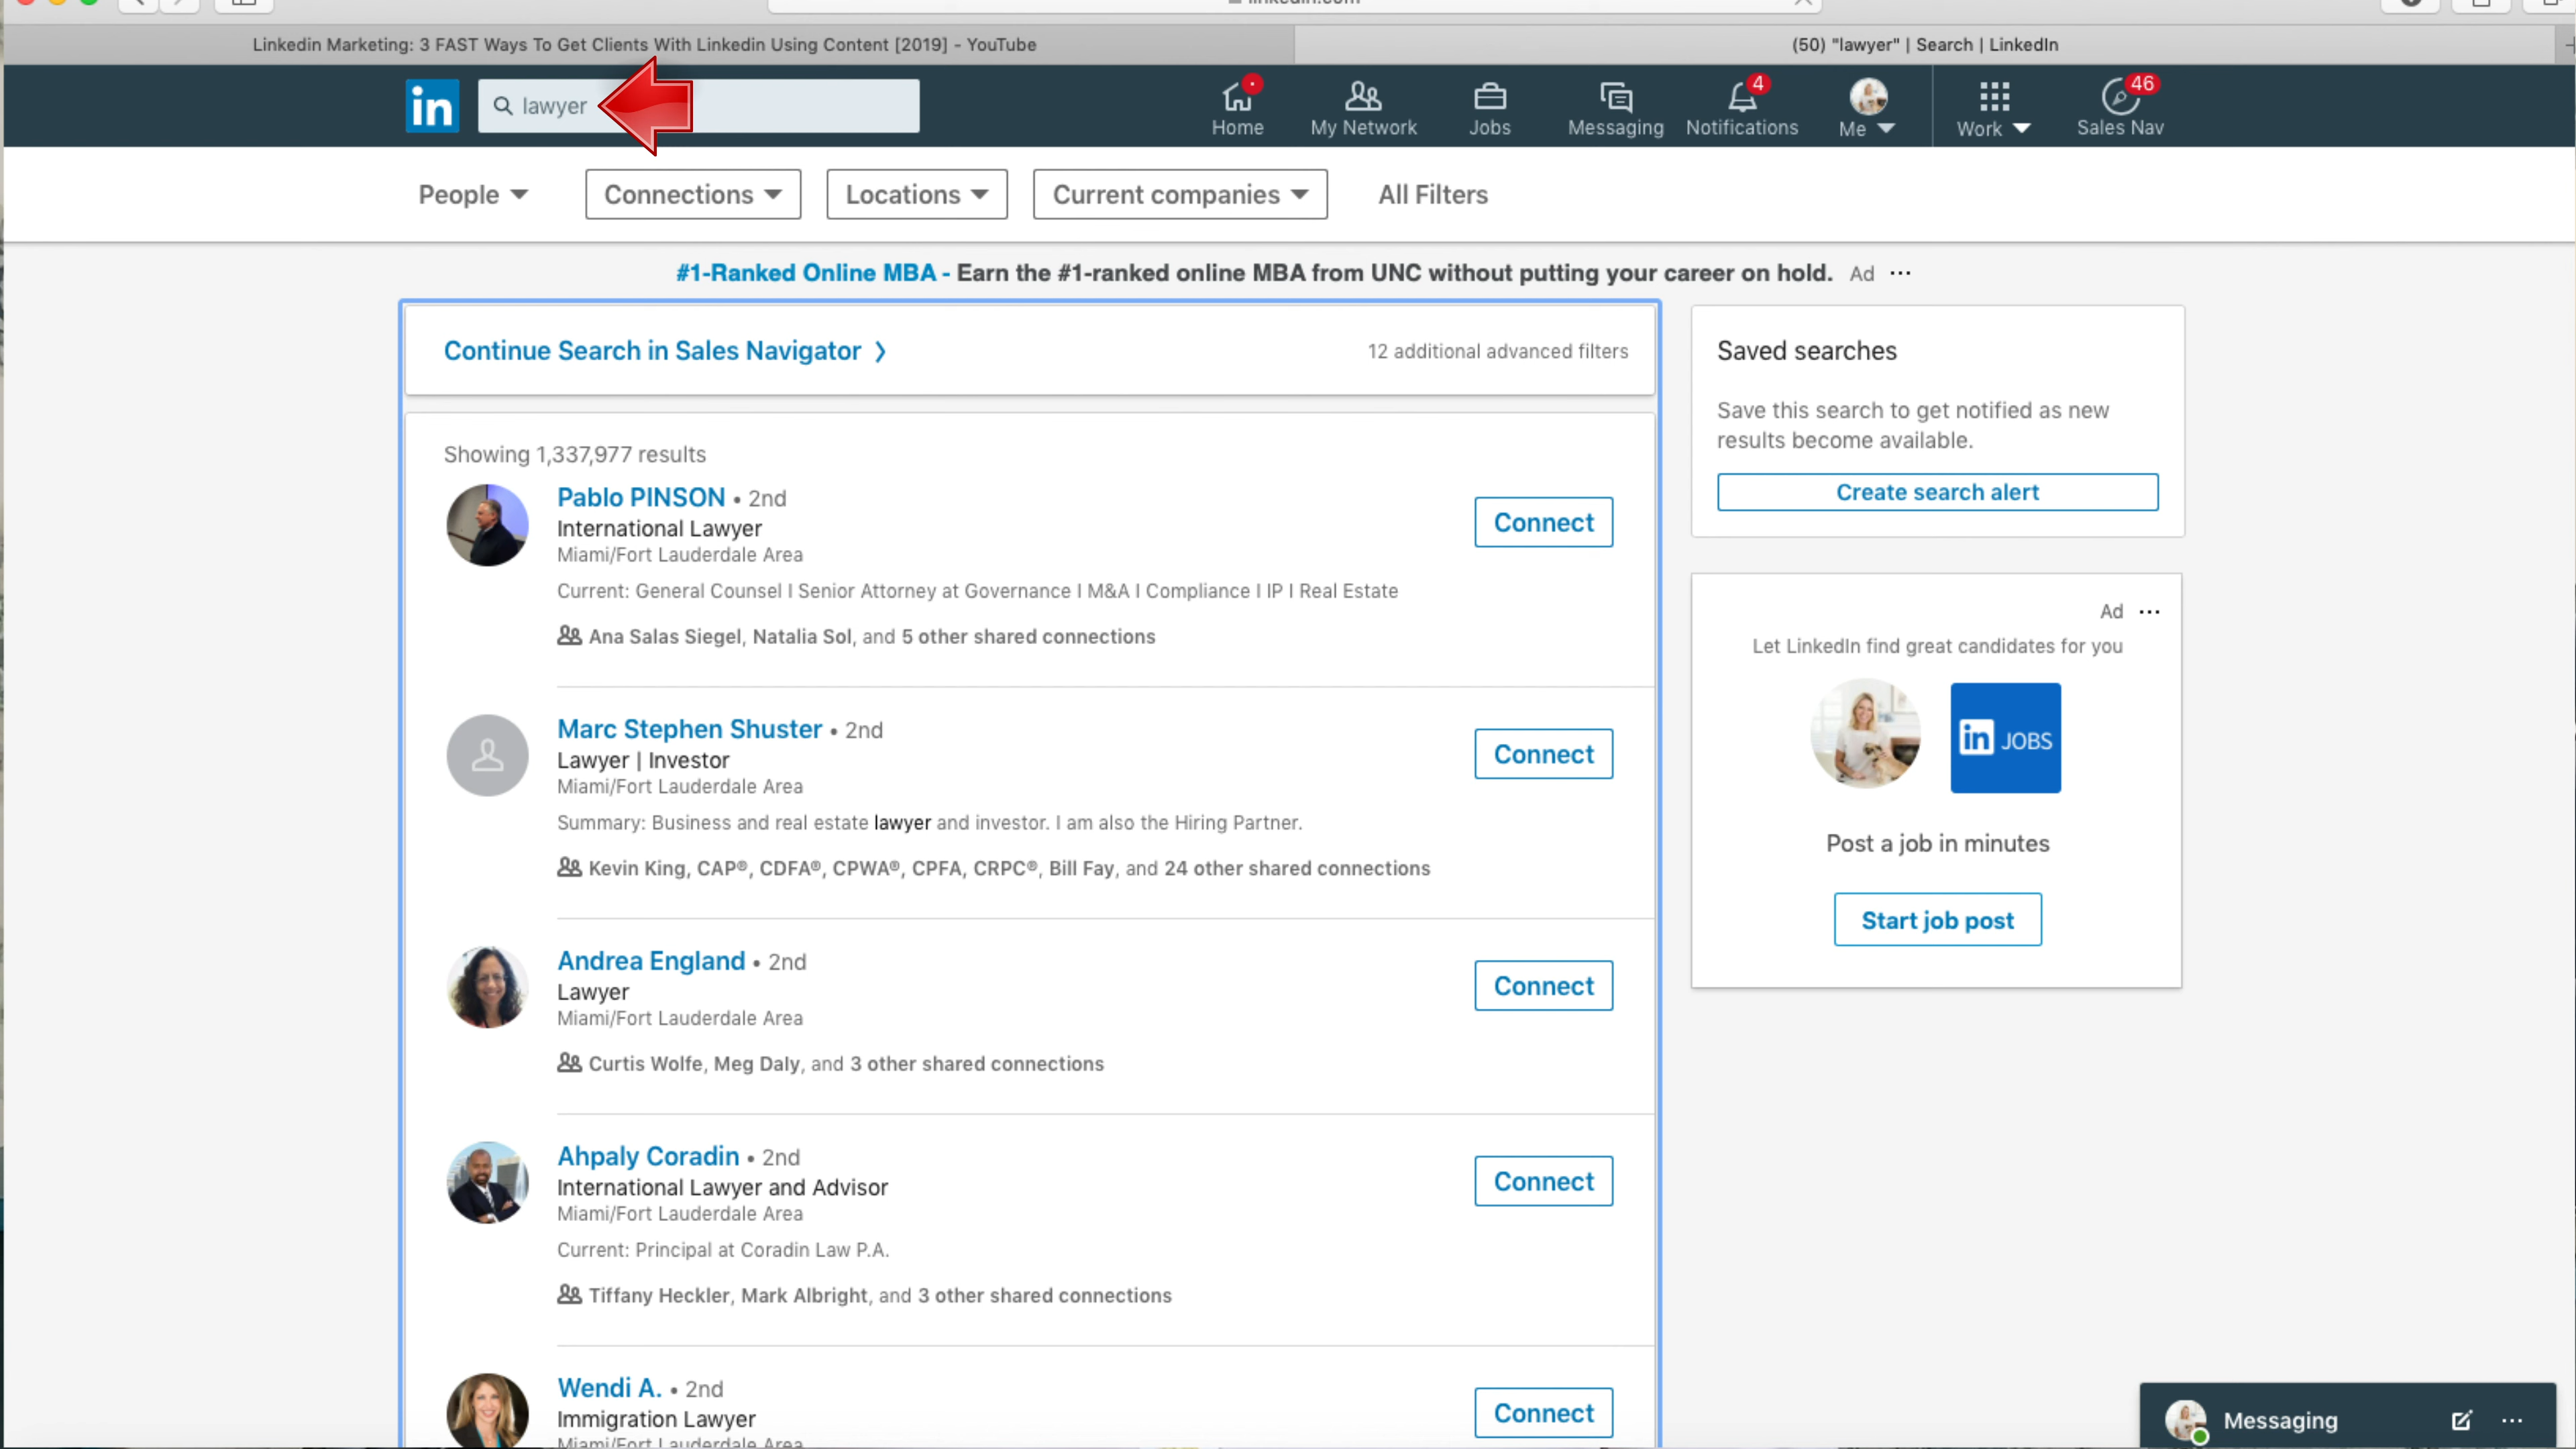 linkedin.com
Linkedin Marketing: 3 FAST Ways To Get Clients With Linkedin Using Content [2019] - YouTube
(50) "lawyer" | Search | LinkedIn
in
lawyer
Home
My Network
Jobs
Messaging
4
Notifications
Me
Work
46
Sales Nav
People
Connections
Locations
Current companies
All Filters
#1-Ranked Online MBA - Earn the #1-ranked online MBA from UNC without putting your career on hold. Ad ...
Continue Search in Sales Navigator
12 additional advanced filters
Showing 1,337,977 results
Pablo PINSON • 2nd
International Lawyer
Miami/Fort Lauderdale Area
Current: General Counsel I Senior Attorney at Governance I M&A I Compliance I IP I Real Estate
Ana Salas Siegel, Natalia Sol, and 5 other shared connections
Connect
Marc Stephen Shuster • 2nd
Lawyer | Investor
Miami/Fort Lauderdale Area
Summary: Business and real estate lawyer and investor. I am also the Hiring Partner.
Kevin King, CAP®, CDFA®, CPWA®, CPFA, CRPC®, Bill Fay, and 24 other shared connections
Connect
Andrea England • 2nd
Lawyer
Miami/Fort Lauderdale Area
Curtis Wolfe, Meg Daly, and 3 other shared connections
Connect
Ahpaly Coradin • 2nd
International Lawyer and Advisor
Miami/Fort Lauderdale Area
Current: Principal at Coradin Law P.A.
Tiffany Heckler, Mark Albright, and 3 other shared connections
Connect
Wendi A. • 2nd
Immigration Lawyer
Miami/Fort Lauderdale Area
Connect
Saved searches
Save this search to get notified as new
results become available.
Create search alert
Ad ...
Let LinkedIn find great candidates for you
in JOBS
Post a job in minutes
Start job post
Messaging